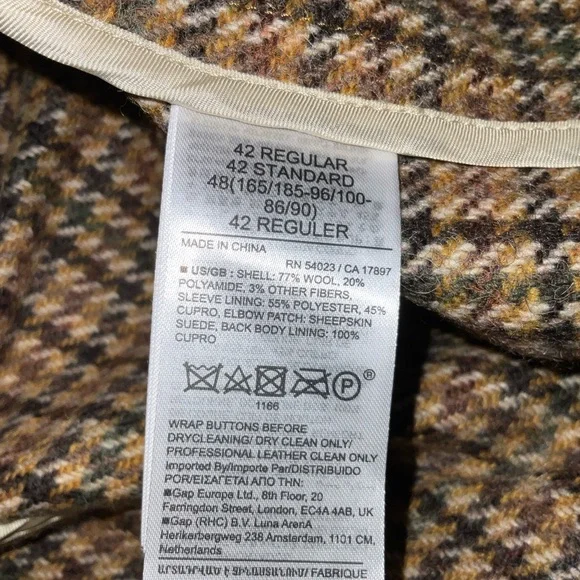 42 REGULAR
42 STANDARD
48(165/185-96/100-
86/90)
42 REGULER
MADE IN CHINA RN 54023 / CA 17897
■ US/GB : SHELL: 77% WOOL, 20%
POLYAMIDE, 3% OTHER FIBERS,
SLEEVE LINING: 55% POLYESTER, 45%
CUPRO, ELBOW PATCH: SHEEPSKIN
SUEDE, BACK BODY LINING: 100%
CUPRO
P®
1166
WRAP BUTTONS BEFORE
DRYCLEANING/ DRY CLEAN ONLY/
PROFESSIONAL LEATHER CLEAN ONLY
Imported By/Importe Par/DISTRIBUIDO
POR/ΕΙΣΑΓΕΤΑΙ ΑΠΟ ΤΗΝ:
■Gap Europe Ltd., 6th Floor, 20
Farringdon Street, London, EC4A 4AB, UK
■Gap (RHC) B.V. Luna ArenA
Herikerbergweg 238 Amsterdam, 1101 CM,
Netherlands
FABRIQUE